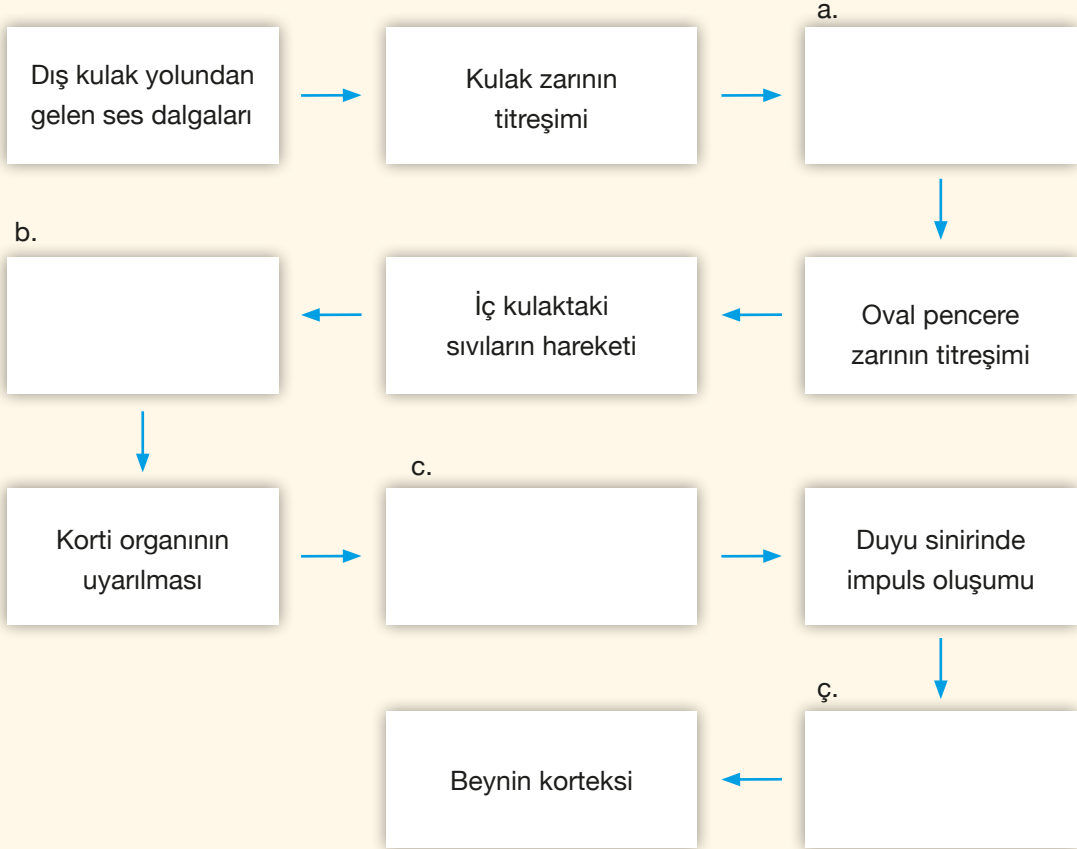 a.
Dış kulak yolundan
gelen ses dalgaları
Kulak zarının
titreşimi
b.
İç kulaktaki
sıvıların hareketi
Oval pencere
zarının titreşimi
Korti organının
uyarılması
c.
Duyu sinirinde
impuls oluşumu
ç.
Beynin korteksi